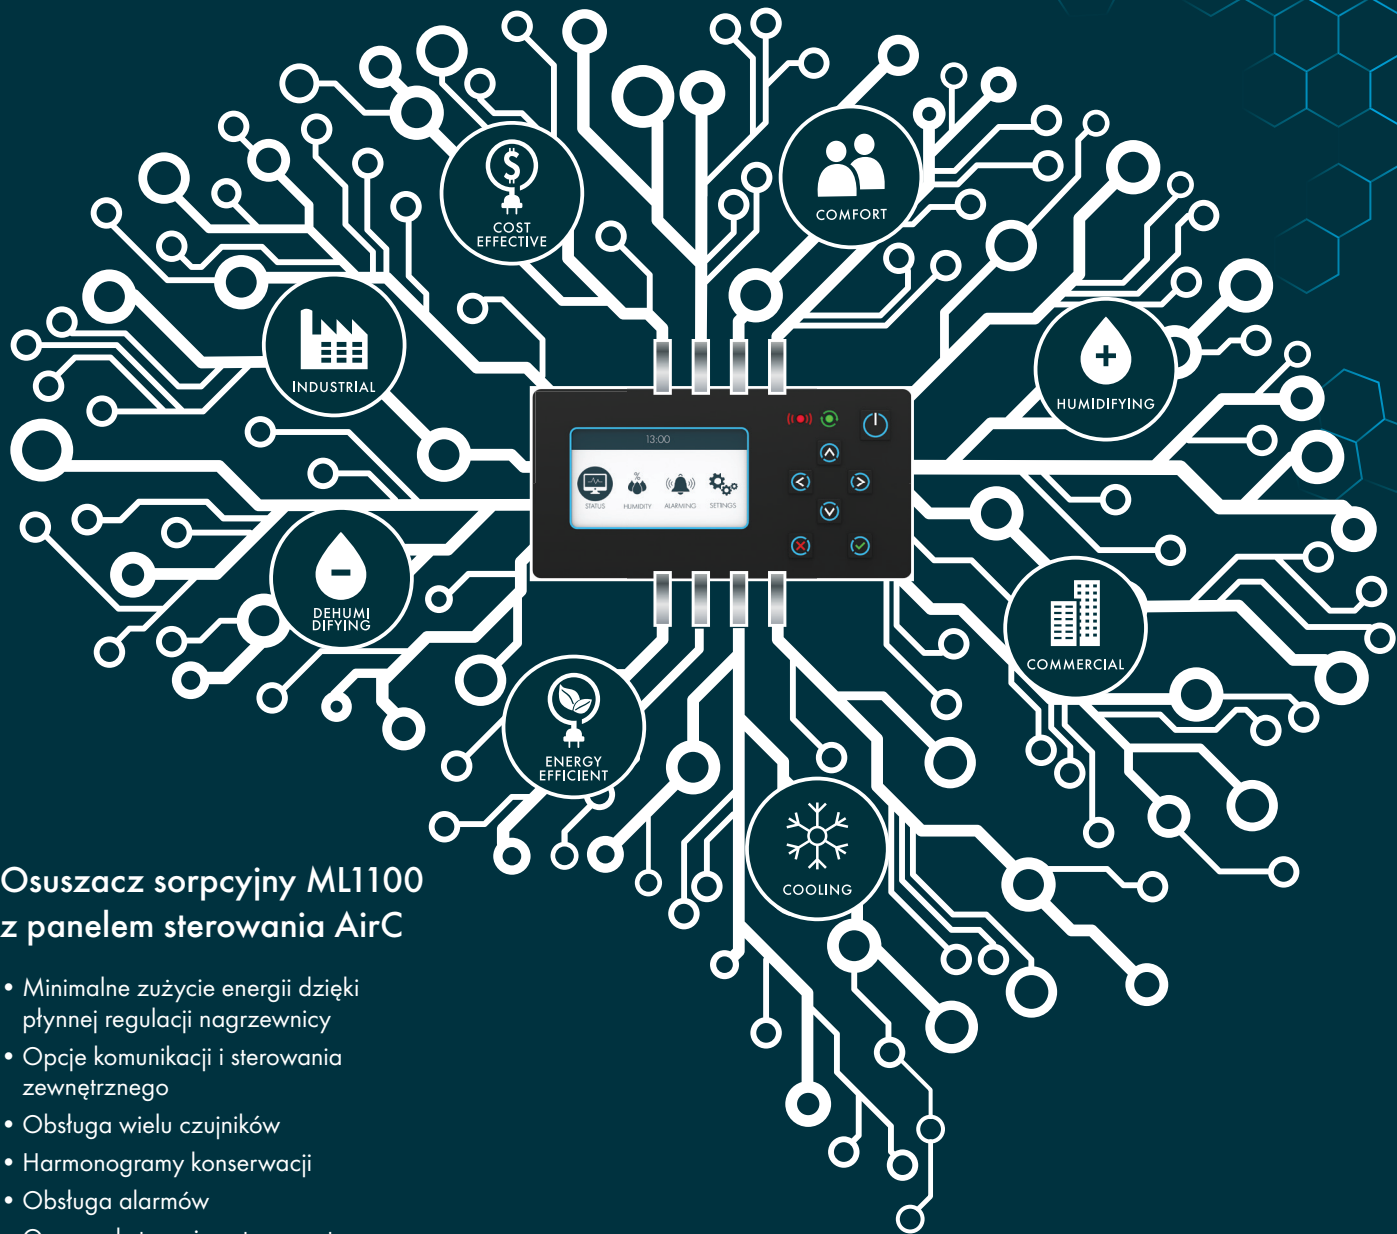 COST
EFFECTIVE
COMFORT
INDUSTRIAL
HUMIDIFYING
13:00
STATUS
HUMIDITY
ALARMING
SETTINGS
DEHUMI
DIFYING
COMMERCIAL
ENERGY
EFFICIENT
COOLING
Osuszacz sorpcyjny ML1100
z panelem sterowania AirC
• Minimalne zużycie energii dzięki
płynnej regulacji nagrzewnicy
• Opcje komunikacji i sterowania
zewnętrznego
• Obsługa wielu czujników
• Harmonogramy konserwacji
• Obsługa alarmów